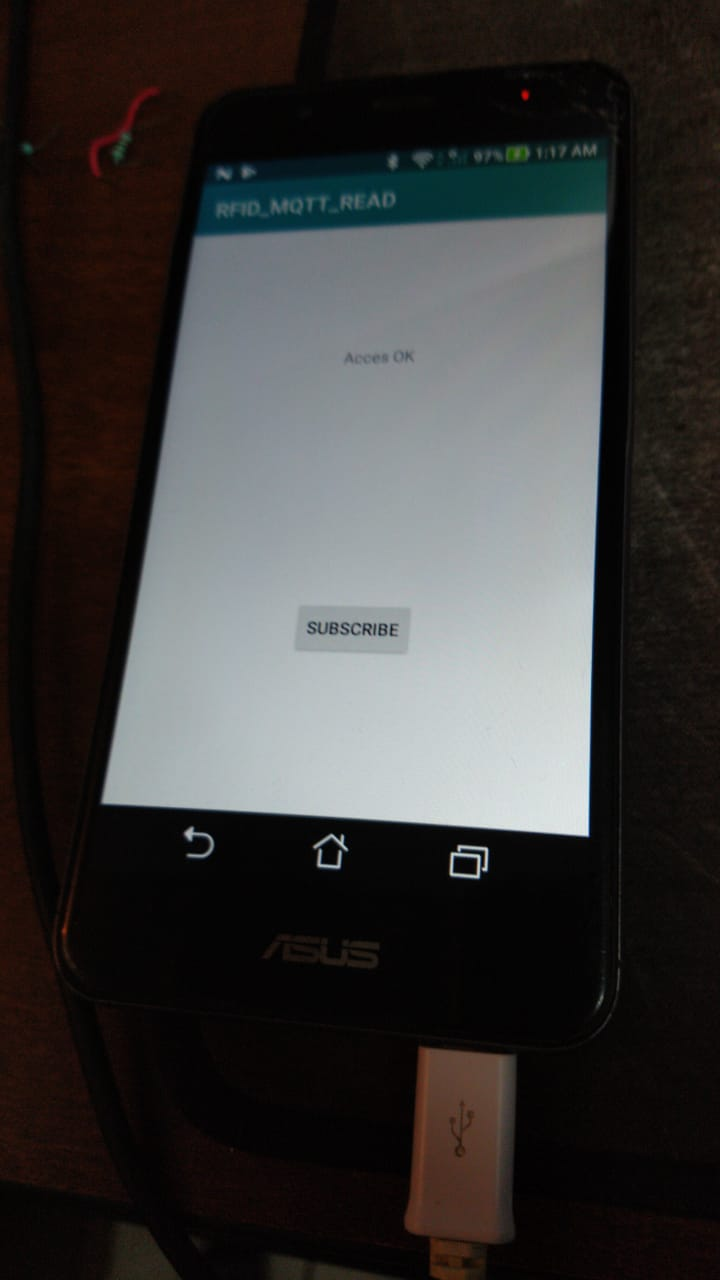 97% 1:17 AM
RFID_MQTT_READ
Acces OK
SUBSCRIBE
ASUS